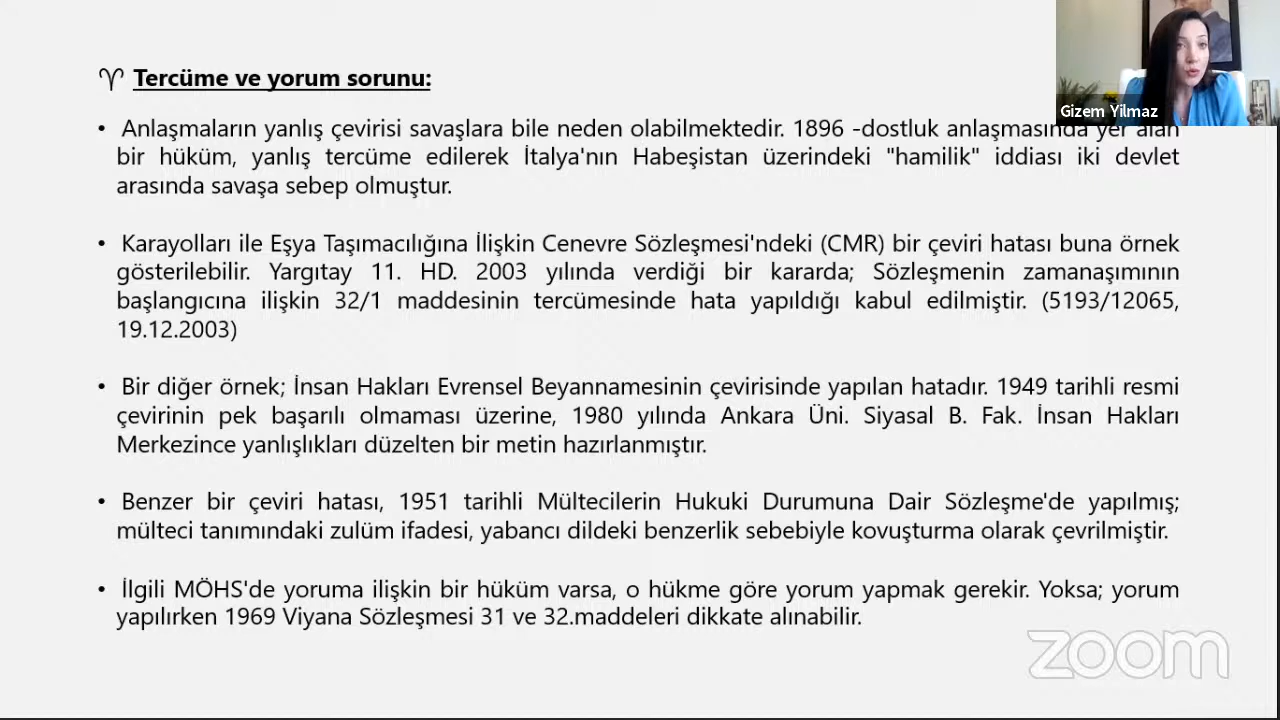 ♈ Tercüme ve yorum sorunu:
Gizem Yilmaz
• Anlaşmaların yanlış çevirisi savaşlara bile neden olabilmektedir. 1896 -dostluk anlaşmasında yer alan
bir hüküm, yanlış tercüme edilerek İtalya'nın Habeşistan üzerindeki "hamilik" iddiası iki devlet
arasında savaşa sebep olmuştur.
• Karayolları ile Eşya Taşımacılığına İlişkin Cenevre Sözleşmesi'ndeki (CMR) bir çeviri hatası buna örnek
gösterilebilir. Yargıtay 11. HD. 2003 yılında verdiği bir kararda; Sözleşmenin zamanaşımının
başlangıcına ilişkin 32/1 maddesinin tercümesinde hata yapıldığı kabul edilmiştir. (5193/12065,
19.12.2003)
• Bir diğer örnek; İnsan Hakları Evrensel Beyannamesinin çevirisinde yapılan hatadır. 1949 tarihli resmi
çevirinin pek başarılı olmaması üzerine, 1980 yılında Ankara Üni. Siyasal B. Fak. İnsan Hakları
Merkezince yanlışlıkları düzelten bir metin hazırlanmıştır.
• Benzer bir çeviri hatası, 1951 tarihli Mültecilerin Hukuki Durumuna Dair Sözleşme'de yapılmış;
mülteci tanımındaki zulüm ifadesi, yabancı dildeki benzerlik sebebiyle kovuşturma olarak çevrilmiştir.
• İlgili MÖHS'de yoruma ilişkin bir hüküm varsa, o hükme göre yorum yapmak gerekir. Yoksa; yorum
yapılırken 1969 Viyana Sözleşmesi 31 ve 32.maddeleri dikkate alınabilir.
zoom